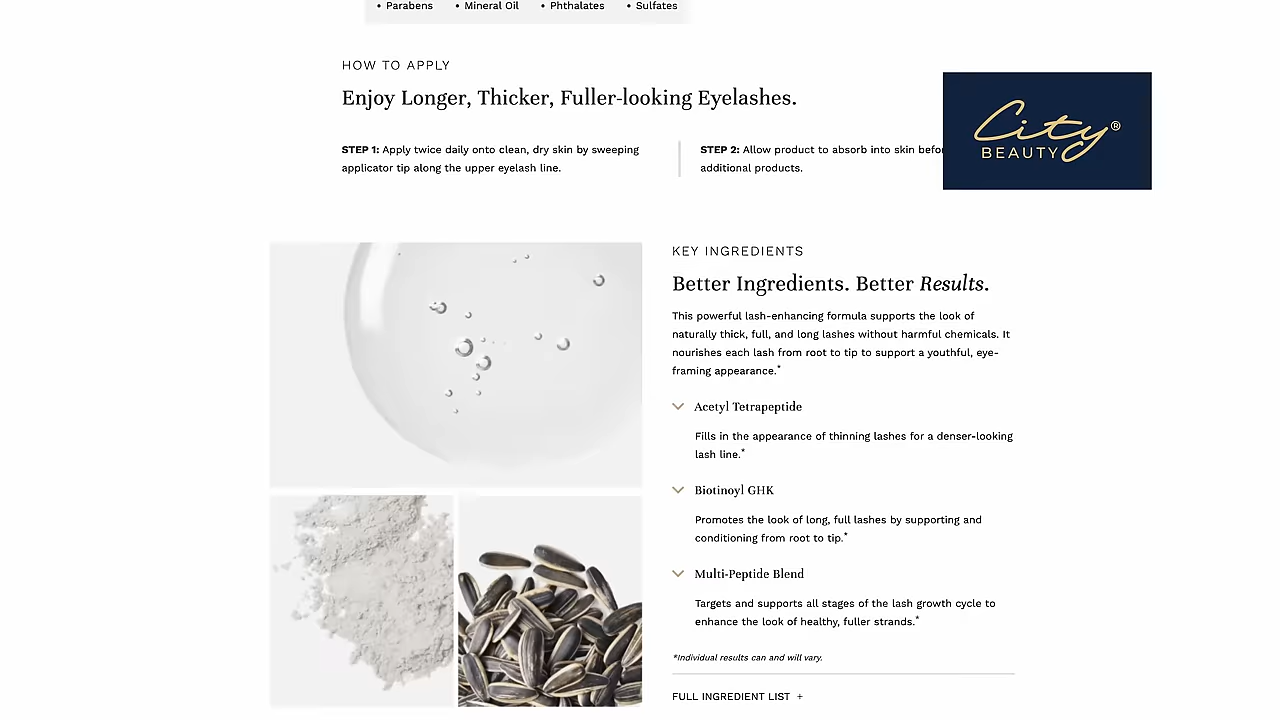 • Parabens • Mineral Oil • Phthalates • Sulfates
HOW TO APPLY
Enjoy Longer, Thicker, Fuller-looking Eyelashes.
STEP 1: Apply twice daily onto clean, dry skin by sweeping
applicator tip along the upper eyelash line.
STEP 2: Allow product to absorb into skin
additional products.
City®
BEAUTY
KEY INGREDIENTS
Better Ingredients. Better Results.
This powerful lash-enhancing formula supports the look of
naturally thick, full, and long lashes without harmful chemicals. It
nourishes each lash from root to tip to support a youthful, eye-
framing appearance.*
Acetyl Tetrapeptide
Fills in the appearance of thinning lashes for a denser-looking
lash line.*
Biotinoyl GHK
Promotes the look of long, full lashes by supporting and
conditioning from root to tip.*
Multi-Peptide Blend
Targets and supports all stages of the lash growth cycle to
enhance the look of healthy, fuller strands.*
*Individual results can and will vary.
FULL INGREDIENT LIST +